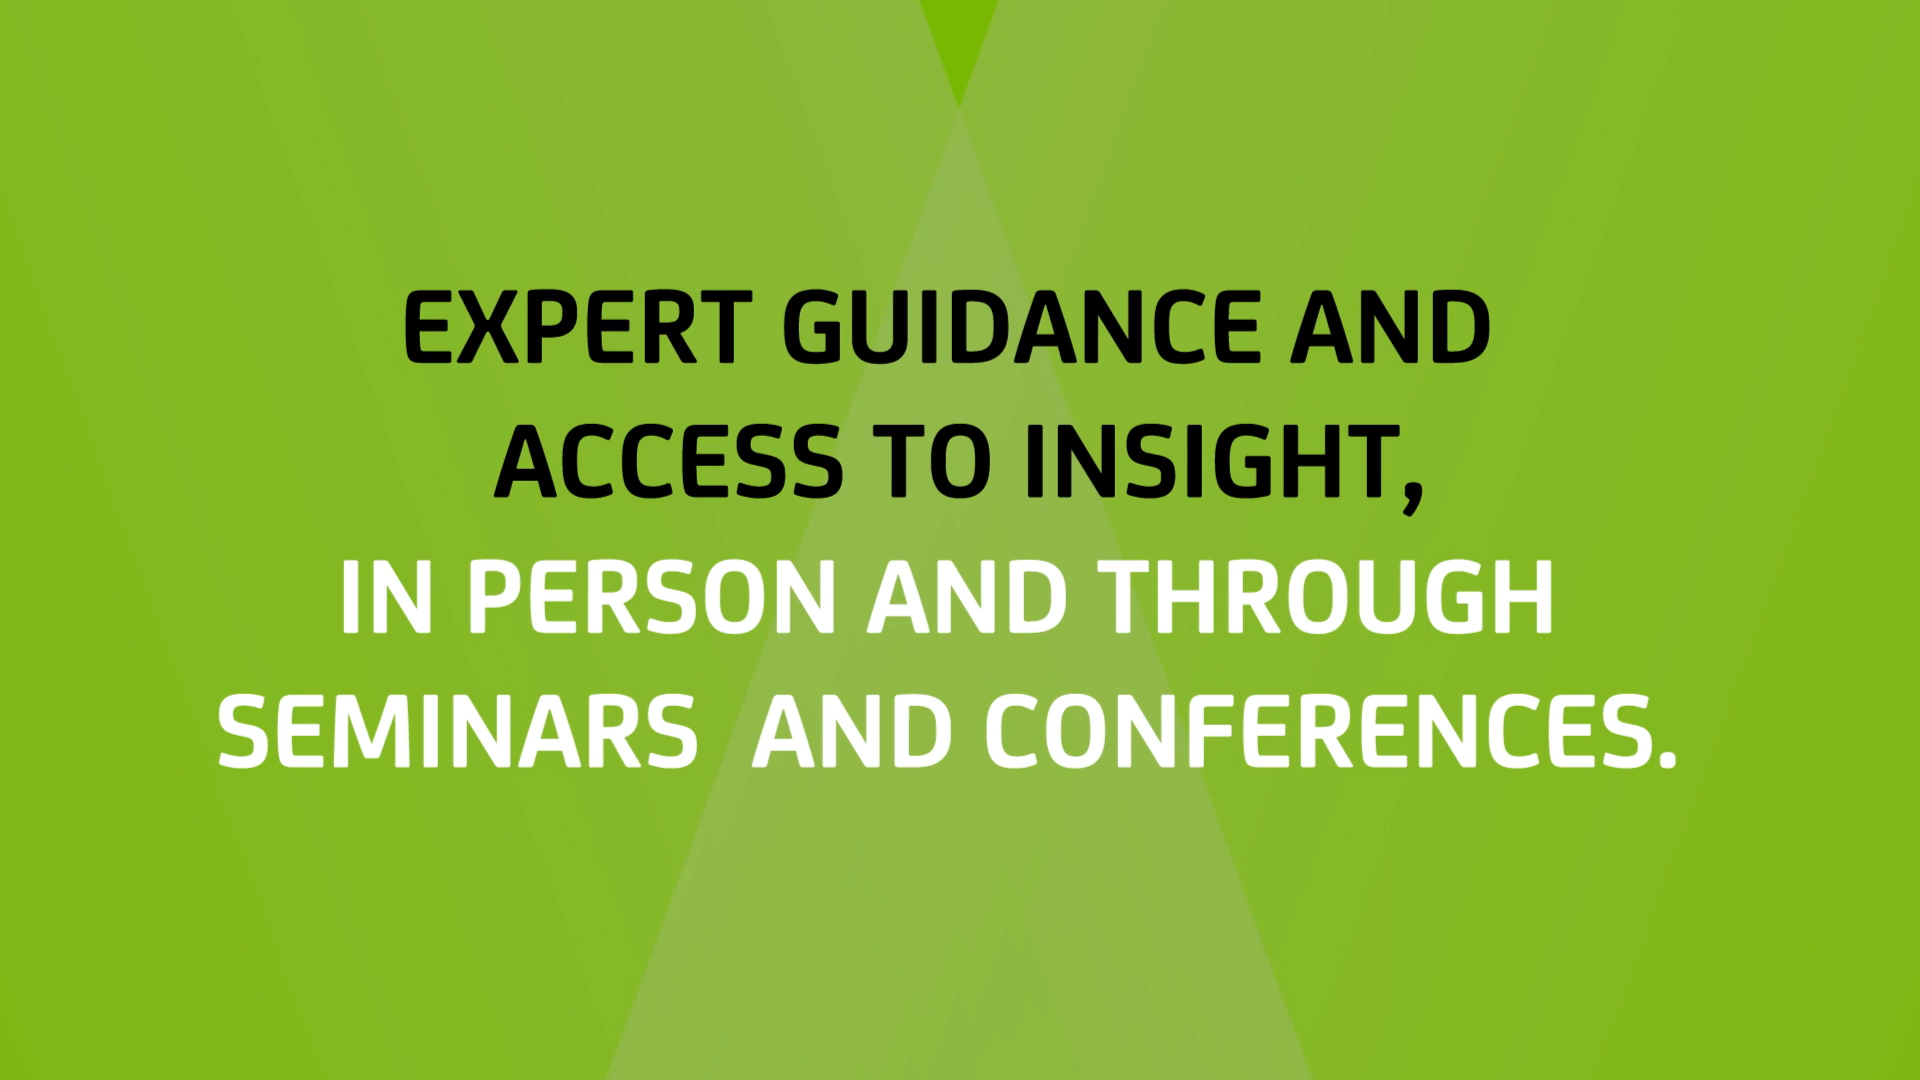 EXPERT GUIDANCE AND
ACCESS TO INSIGHT,
IN PERSON AND THROUGH
SEMINARS  AND CONFERENCES.